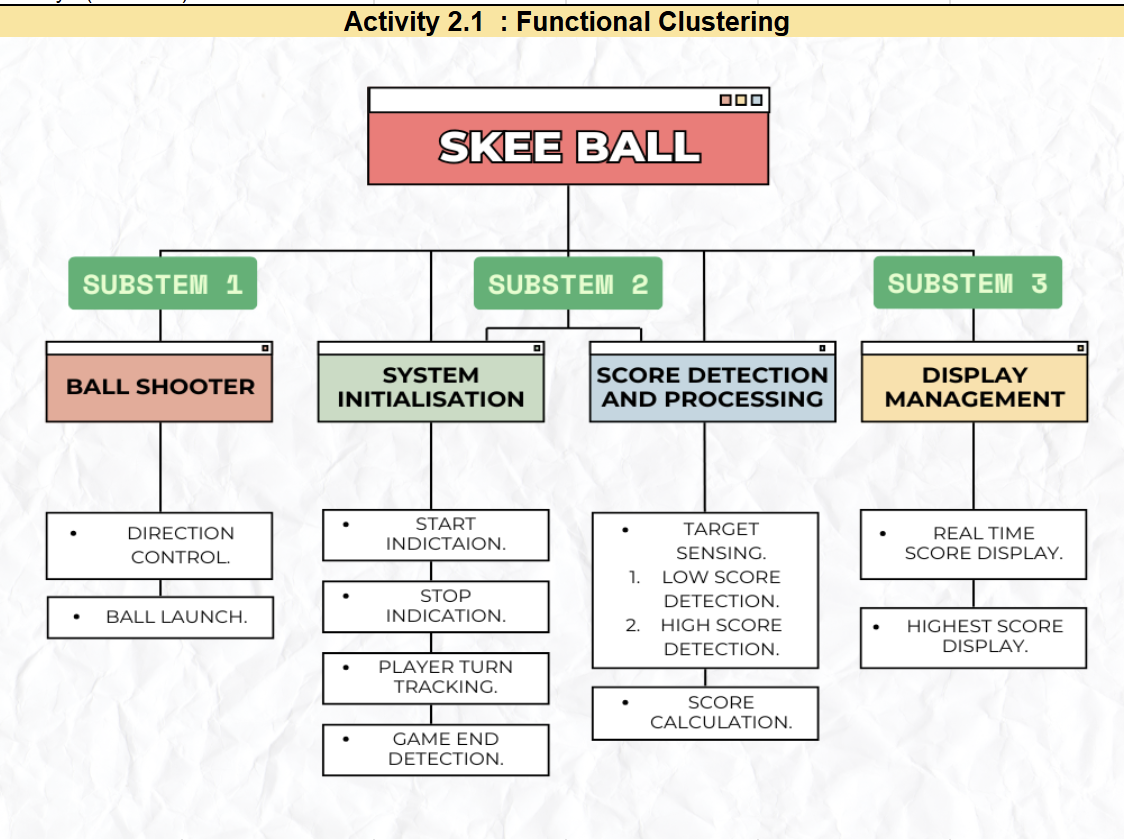 Activity 2.1 : Functional Clustering
SKEE BALL
SUBSTEM 1
SUBSTEM 2
SUBSTEM 3
BALL SHOOTER
SYSTEM
INITIALISATION
SCORE DETECTION
AND PROCESSING
DISPLAY
MANAGEMENT
• DIRECTION
CONTROL.
• BALL LAUNCH.
• START
INDICTAION.
• STOP
INDICATION.
• PLAYER TURN
TRACKING.
• GAME END
DETECTION.
• TARGET
SENSING.
1. LOW SCORE
DETECTION.
2. HIGH SCORE
DETECTION.
• SCORE
CALCULATION.
• REAL TIME
SCORE DISPLAY.
• HIGHEST SCORE
DISPLAY.